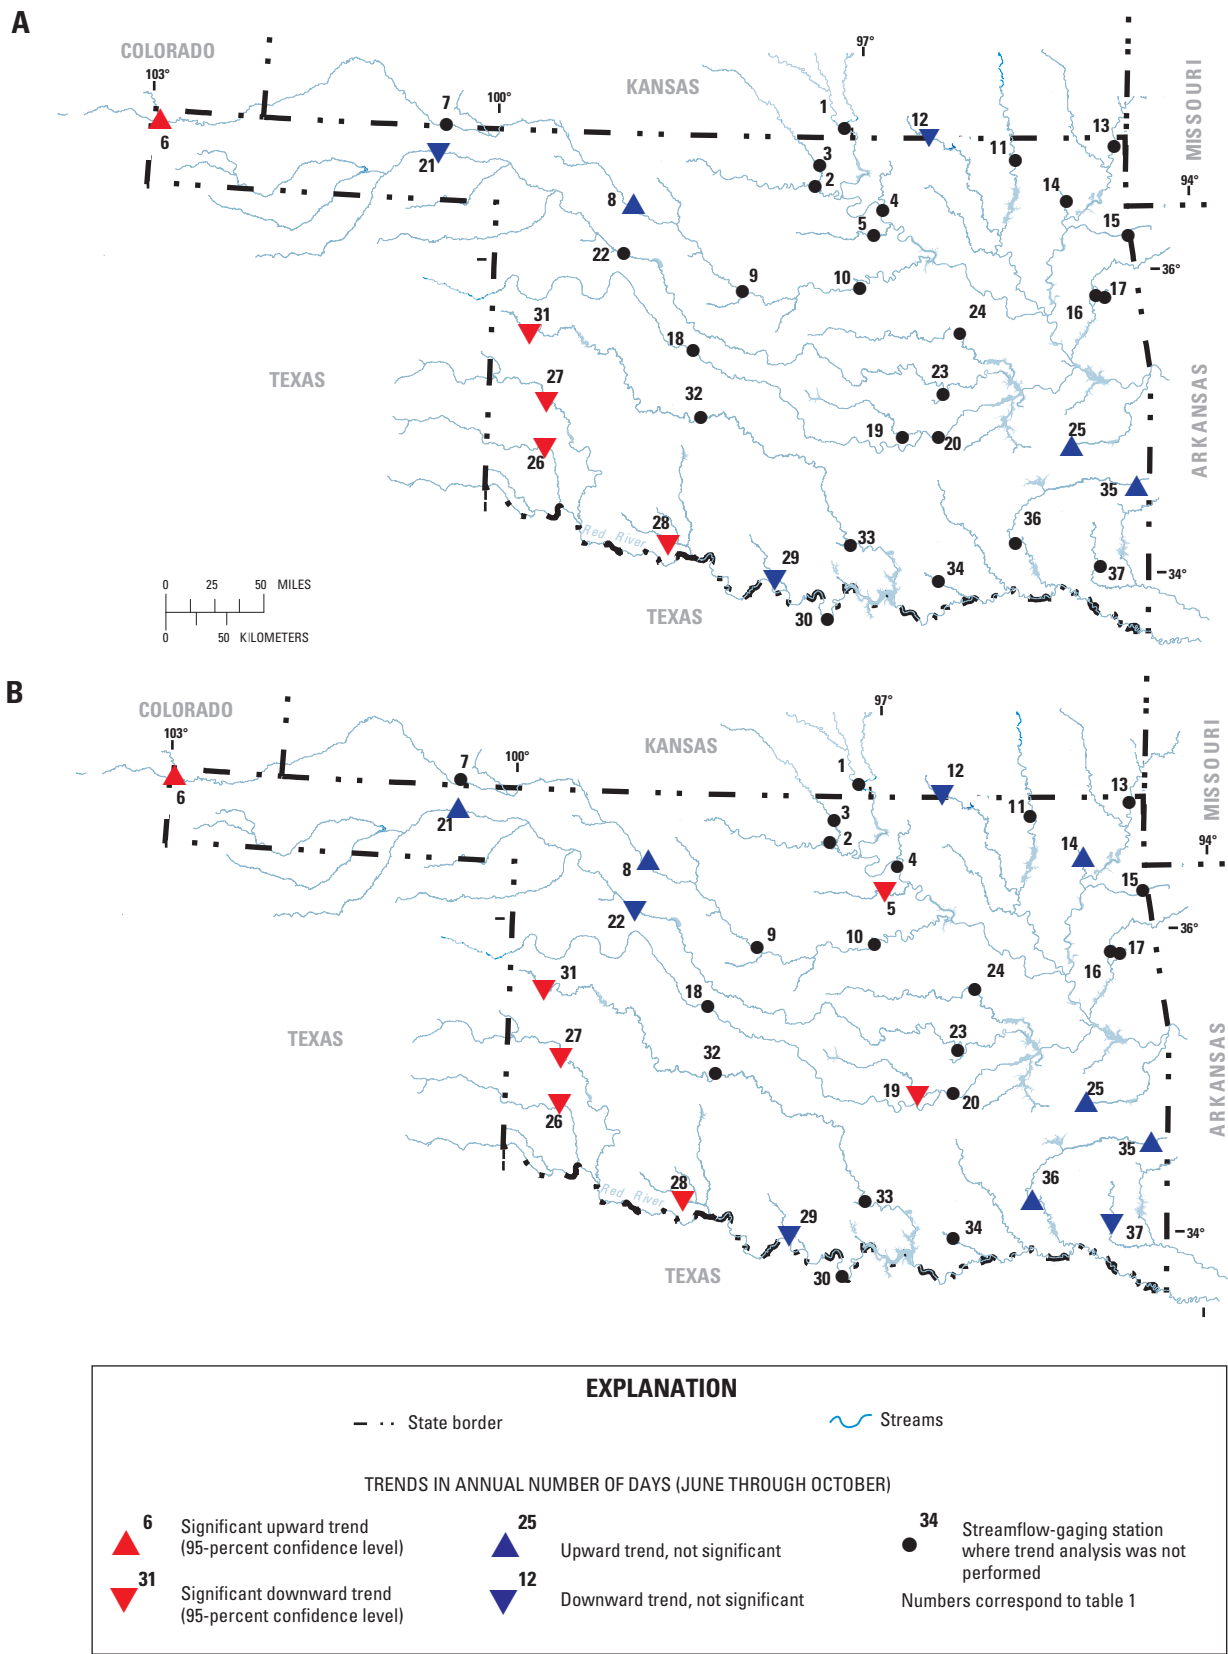 A
COLORADO
103°
KANSAS
97°
MISSOURI
100°
7
1
12
13
6
21
3
11
2
14
94°
8
4
5
15
22
36°
9
10
17
16
31
24
18
TEXAS
27
23
32
ARKANSAS
19
20
25
26
35
28
Red River
33
36
29
34
37
34°
0 25 50 MILES
0 50 KILOMETERS
TEXAS
30
B
COLORADO
103°
KANSAS
97°
MISSOURI
100°
7
1
12
13
6
21
3
11
2
14
94°
8
4
15
5
22
36°
9
10
17
16
31
24
18
TEXAS
27
23
32
ARKANSAS
19
20
25
26
35
28
Red River
36
33
29
34
37
34°
TEXAS
30
EXPLANATION
State border
Streams
TRENDS IN ANNUAL NUMBER OF DAYS (JUNE THROUGH OCTOBER)
6
Significant upward trend
(95-percent confidence level)
31
Significant downward trend
(95-percent confidence level)
25
Upward trend, not significant
12
Downward trend, not significant
34
Streamflow-gaging station
where trend analysis was not
performed
Numbers correspond to table 1